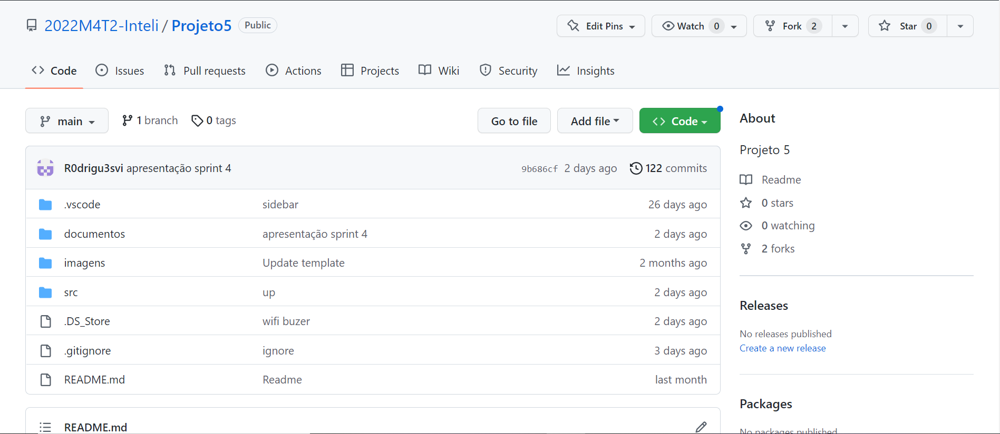 2022M4T2-Inteli / Projeto5 Public
Edit Pins Watch 0 Fork 2 Star 0
Code Issues Pull requests Actions Projects Wiki Security Insights
main 1 branch 0 tags Go to file Add file Code
R0drigu3svi apresentação sprint 4 9b686cf 2 days ago 122 commits
.vscode sidebar 26 days ago
documentos apresentação sprint 4 2 days ago
imagens Update template 2 months ago
src up 2 days ago
.DS_Store wifi buzer 2 days ago
.gitignore ignore 3 days ago
README.md Readme last month
README.md
About
Projeto 5
Readme
0 stars
0 watching
2 forks
Releases
No releases published
Create a new release
Packages
No packages published